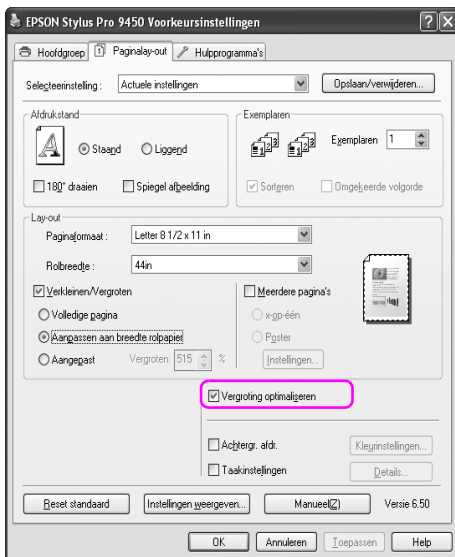 EPSON Stylus Pro 9450 Voorkeursinstellingen
Hoofdgroep Paginalay-out Hulpprogramma's
Selecteerinstelling : Actuele instellingen Opslaan/verwijderen...
Afdrukstand
Staand Liggend
180° draaien Spiegel afbeelding
Exemplaren
Exemplaren 1
Sorteren Omgekeerde volgorde
Lay-out
Paginaformaat : Letter 8 1/2 x 11 in
Rolbreedte : 44in
Verkleinen/Vergroten
Volledige pagina
Aanpassen aan breedte rolpapier
Aangepast Vergroten 515 %
Meerdere pagina's
x-op-één
Poster
Instellingen...
Vergroting optimaliseren
Achtergr. afdr. Kleurinstellingen...
Taakinstellingen Details...
Reset standaard Instellingen weergeven... Manueel(Z) Versie 6.50
OK Annuleren Toepassen Help